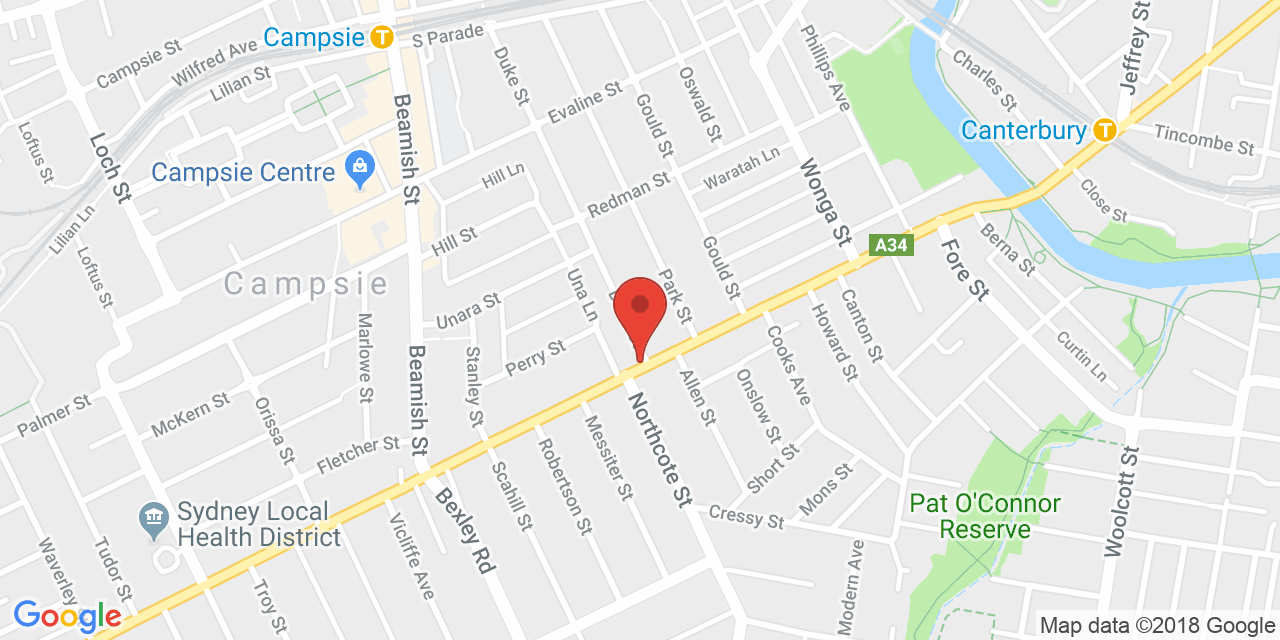 Campsie
S Parade
Campsie St
Wilfred Ave
Lilian St
Duke St
Evaline St
Oswald St
Gould St
Phillips Ave
Charles St
Jeffrey St
Canterbury
Tincombe St
Loftus St
Loch St
Beamish St
Campsie Centre
Hill Ln
Redman St
Waratah Ln
Wonga St
Close St
Lilian Ln
Loftus St
Hill St
Gould St
A34
Fore St
Berna St
Campsie
Una Ln
Park St
Unara St
Marlowe St
Beamish St
Stanley St
Perry St
Cooks Ave
Howard St
Canton St
Curtin Ln
Palmer St
McKern St
Orissa St
Fletcher St
Allen St
Onslow St
Northcote St
Messiter St
Robertson St
Scahill St
Short St
Mons St
Woolcott St
Sydney Local
Health District
Bexley Rd
Vicliffe Ave
Cressy St
Pat O'Connor
Reserve
Waverley
Tudor St
Troy St
Modern Ave
Google
Map data ©2018 Google